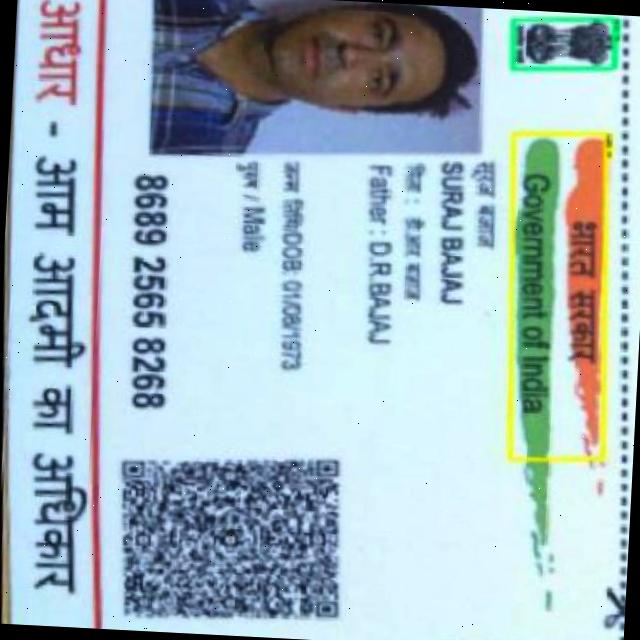 भारत सरकार
Government of India
सूरज बजाज
SURAJ BAJAJ
पिता : डी.आर बजाज
Father : D.R.BAJAJ
जन्म तिथि/DOB 01/08/1973
पुरुष / Male
8689 2565 8268
आधार - आम आदमी का अधिकार